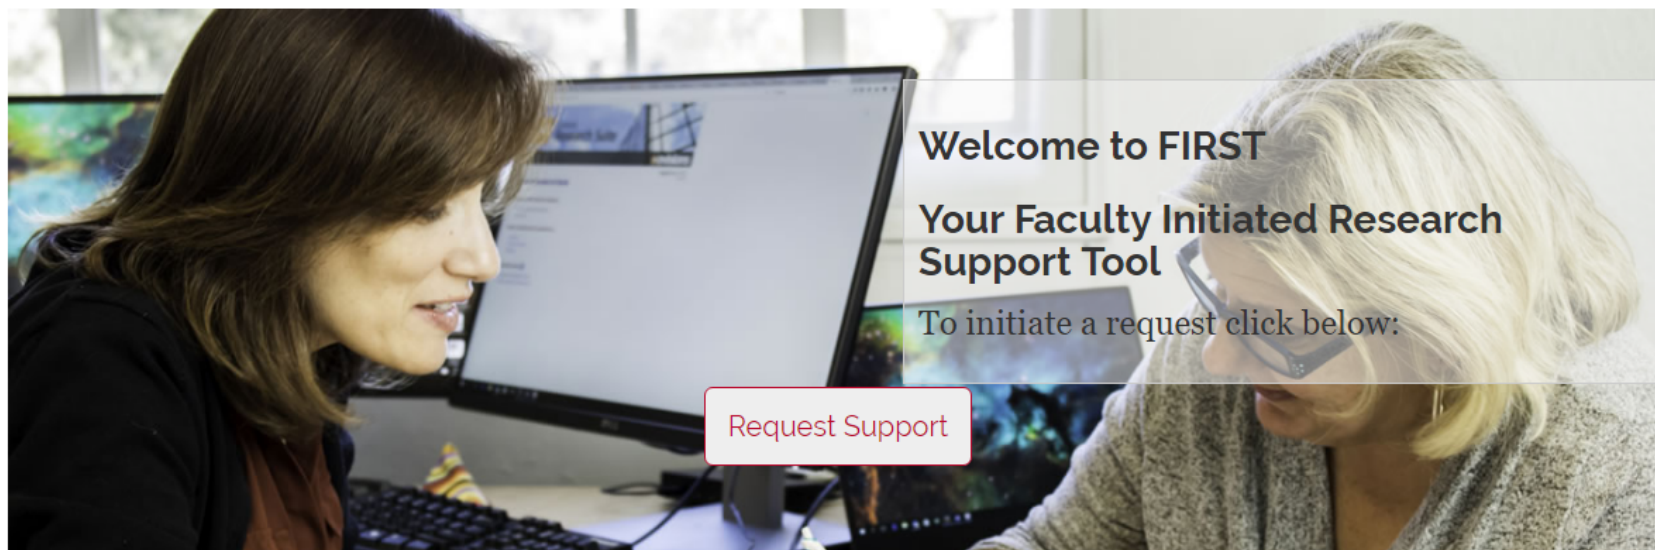 Welcome to FIRST
Your Faculty Initiated Research
Support Tool
To initiate a request click below:
Request Support